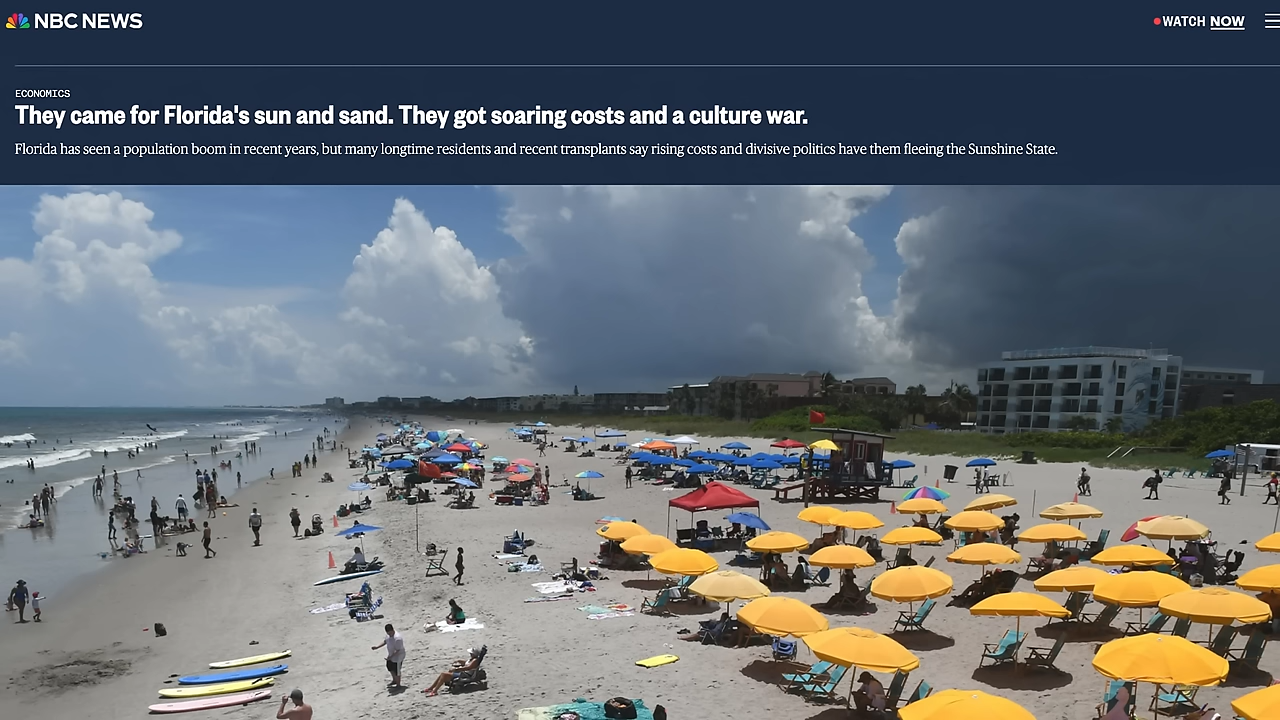 NBC NEWS
WATCH NOW
ECONOMICS
They came for Florida's sun and sand. They got soaring costs and a culture war.
Florida has seen a population boom in recent years, but many longtime residents and recent transplants say rising costs and divisive politics have them fleeing the Sunshine State.